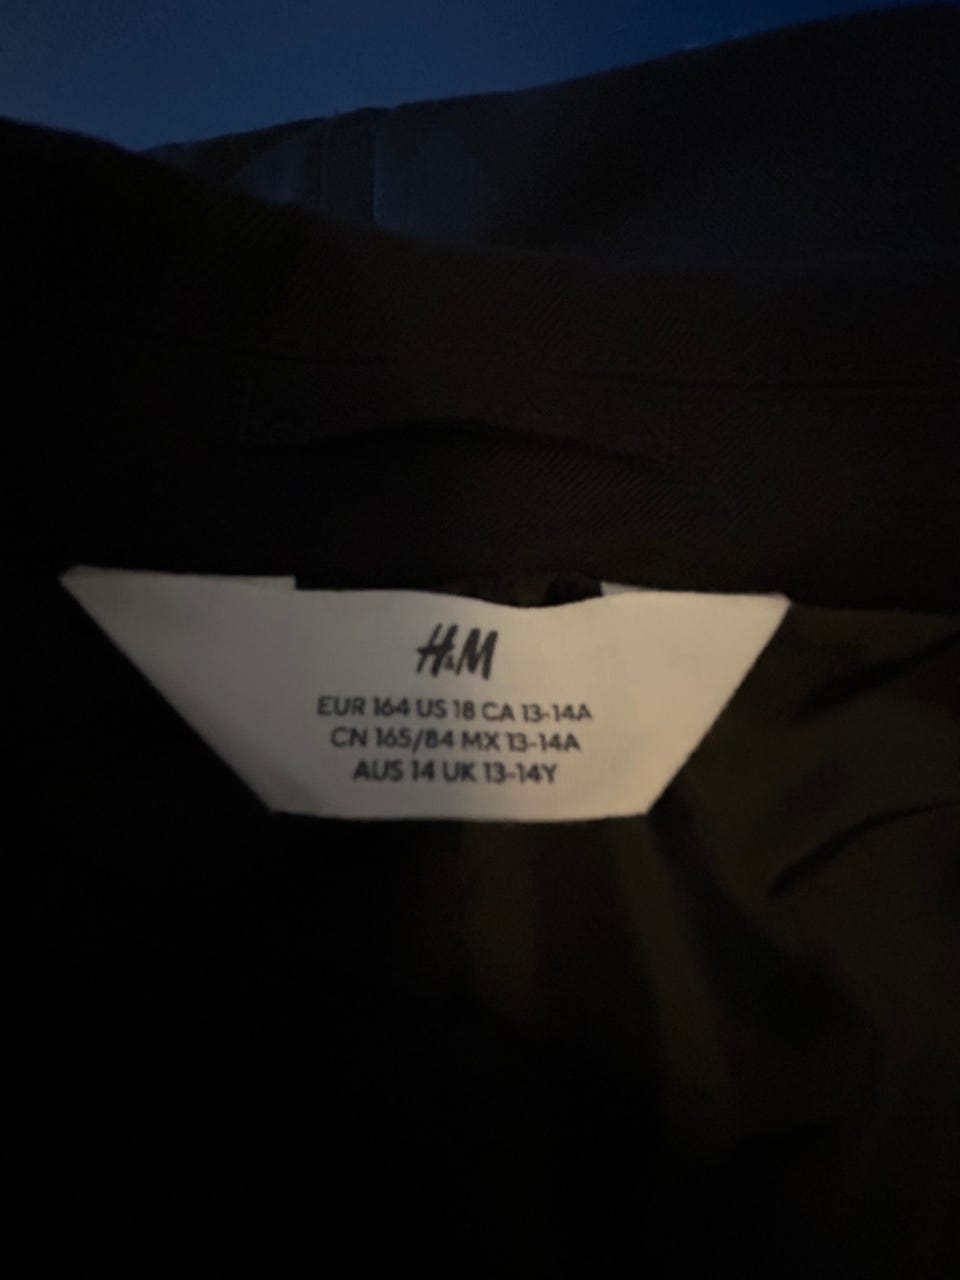 H&M
EUR 164 US 18 CA 13-14A
CN 165/84 MX 13-14A
AUS 14 UK 13-14Y